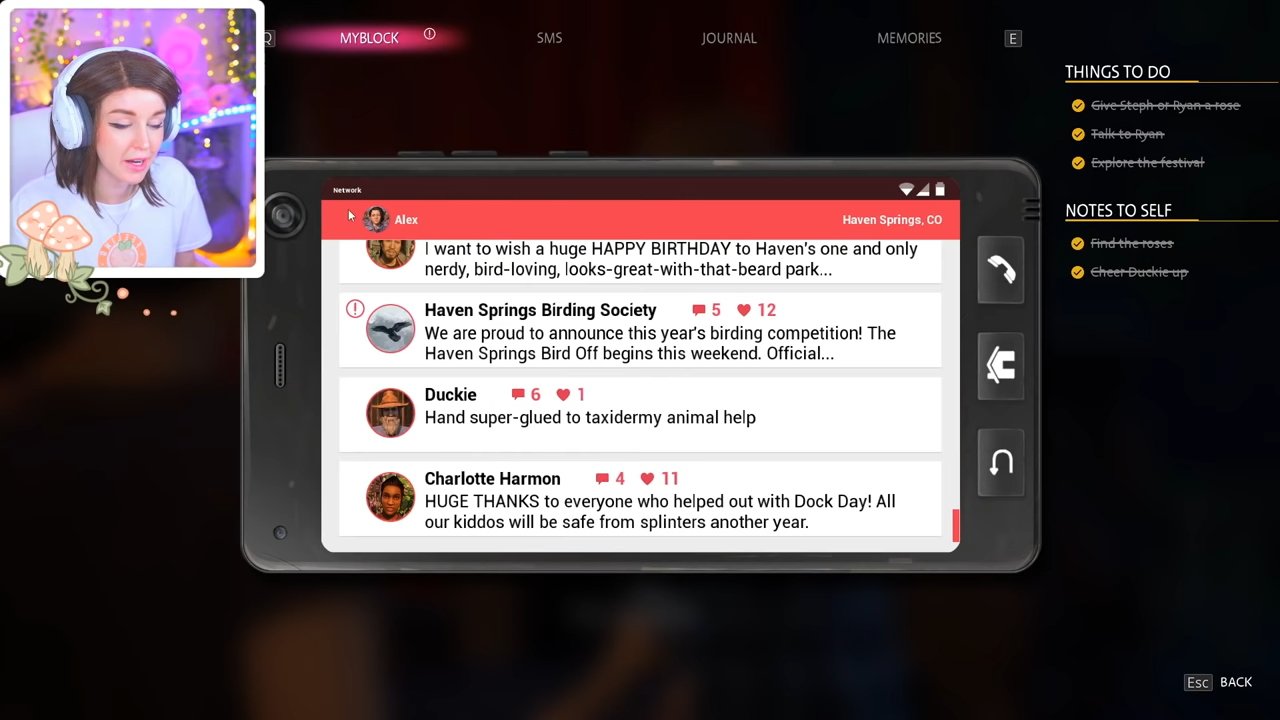 Q
MYBLOCK
SMS
JOURNAL
MEMORIES
E
THINGS TO DO
Give Steph or Ryan a rose
Talk to Ryan
Explore the festival
NOTES TO SELF
Find the roses
Cheer Duckie up
Network
Alex
Haven Springs, CO
I want to wish a huge HAPPY BIRTHDAY to Haven's one and only
nerdy, bird-loving, looks-great-with-that-beard park...
Haven Springs Birding Society 5 12
We are proud to announce this year's birding competition! The
Haven Springs Bird Off begins this weekend. Official...
Duckie 6 1
Hand super-glued to taxidermy animal help
Charlotte Harmon 4 11
HUGE THANKS to everyone who helped out with Dock Day! All
our kiddos will be safe from splinters another year.
Esc BACK